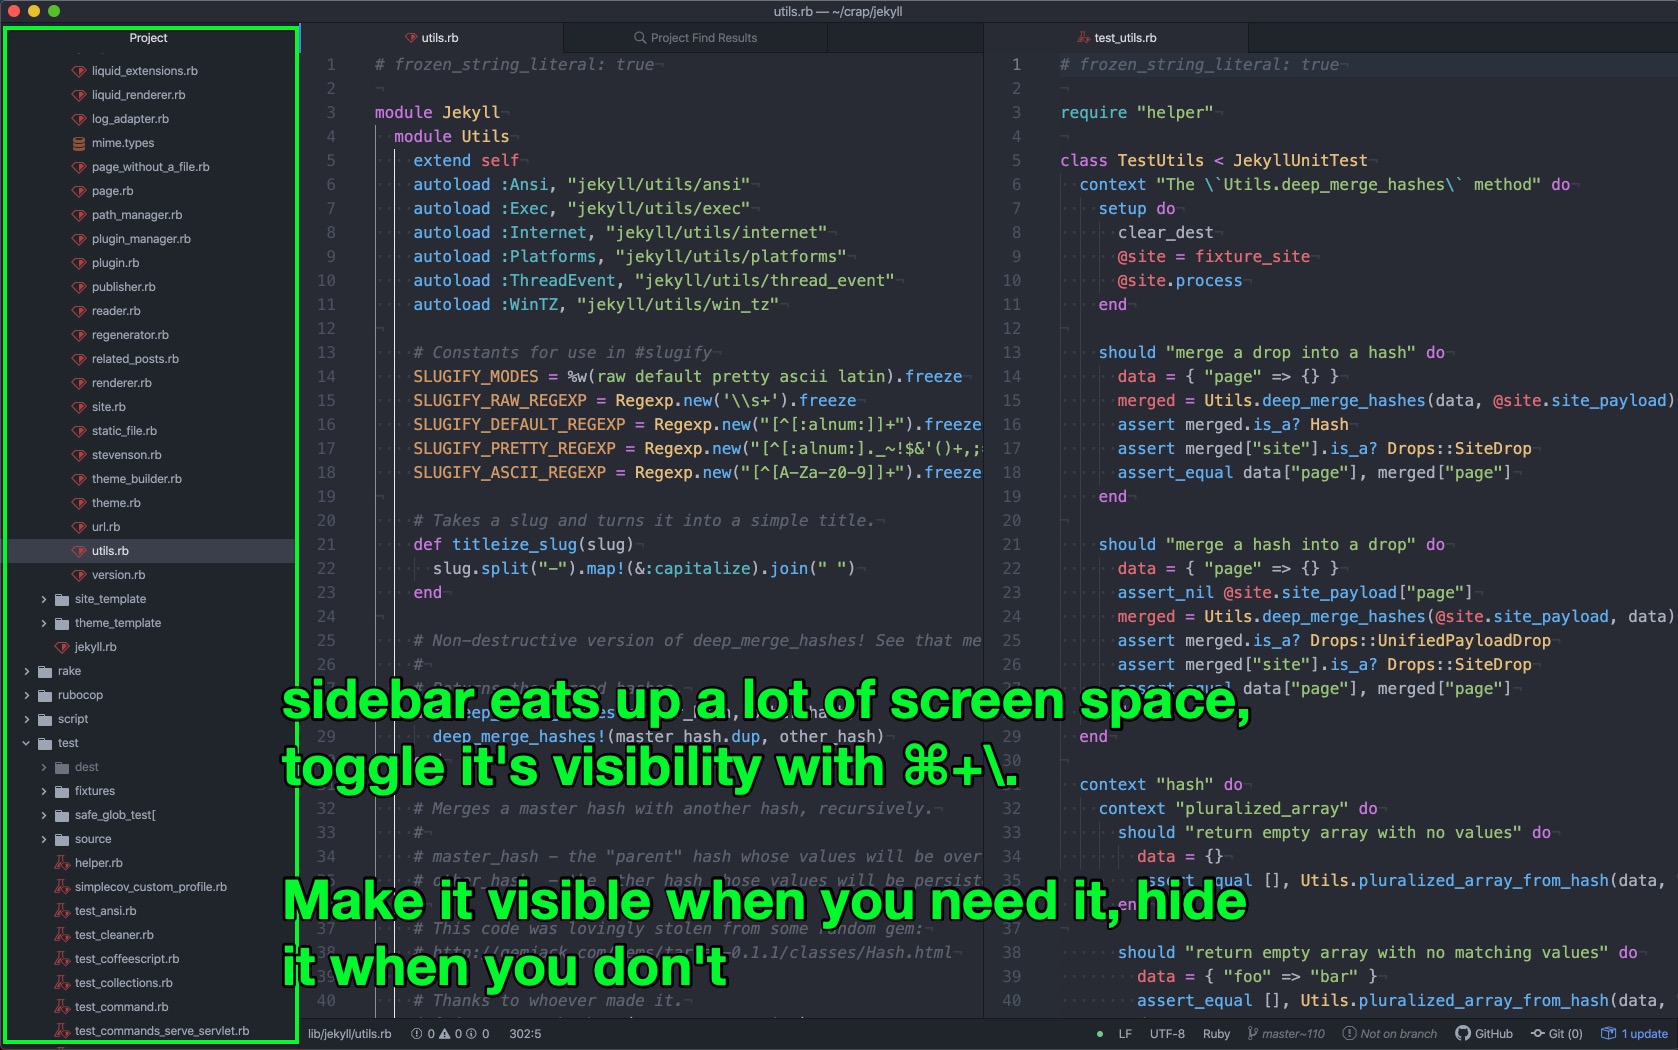 utils.rb — ~/crap/jekyll
Project
liquid_extensions.rb
liquid_renderer.rb
log_adapter.rb
mime.types
page_without_a_file.rb
page.rb
path_manager.rb
plugin_manager.rb
plugin.rb
publisher.rb
reader.rb
regenerator.rb
related_posts.rb
renderer.rb
site.rb
static_file.rb
stevenson.rb
theme_builder.rb
theme.rb
url.rb
utils.rb
version.rb
site_template
theme_template
jekyll.rb
rake
rubocop
script
test
dest
fixtures
safe_glob_test[
source
helper.rb
simplecov_custom_profile.rb
test_ansi.rb
test_cleaner.rb
test_coffeescript.rb
test_collections.rb
test_command.rb
test_commands_serve_servlet.rb
utils.rb
Project Find Results
1 # frozen_string_literal: true
2
3 module Jekyll
4 module Utils
5 extend self
6 autoload :Ansi, "jekyll/utils/ansi"
7 autoload :Exec, "jekyll/utils/exec"
8 autoload :Internet, "jekyll/utils/internet"
9 autoload :Platforms, "jekyll/utils/platforms"
10 autoload :ThreadEvent, "jekyll/utils/thread_event"
11 autoload :WinTZ, "jekyll/utils/win_tz"
12
13 # Constants for use in #slugify
14 SLUGIFY_MODES = %w(raw default pretty ascii latin).freeze
15 SLUGIFY_RAW_REGEXP = Regexp.new('\\s+').freeze
16 SLUGIFY_DEFAULT_REGEXP = Regexp.new("[^[:alnum:]]+").freeze
17 SLUGIFY_PRETTY_REGEXP = Regexp.new("[^[:alnum:]._~!$&'()+,;
18 SLUGIFY_ASCII_REGEXP = Regexp.new("[^[A-Za-z0-9]]+").freeze
19
20 # Takes a slug and turns it into a simple title.
21 def titleize_slug(slug)
22 slug.split("-").map!(&:capitalize).join(" ")
23 end
24
25 # Non-destructive version of deep_merge_hashes! See that me
26 #
29 deep_merge_hashes!(master_hash.dup, other_hash)
32 # Merges a master hash with another hash, recursively.
33 #
34 # master_hash - the "parent" hash whose values will be over
# other_hash - the other hash whose values will be persist
37 # This code was lovingly stolen from some random gem:
# http://gemjack.com/gems/tartan-0.1.1/classes/Hash.html
40 # Thanks to whoever made it.
test_utils.rb
1 # frozen_string_literal: true
2
3 require "helper"
4
5 class TestUtils < JekyllUnitTest
6 context "The \`Utils.deep_merge_hashes\` method" do
7 setup do
8 clear_dest
9 @site = fixture_site
10 @site.process
11 end
12
13 should "merge a drop into a hash" do
14 data = { "page" => {} }
15 merged = Utils.deep_merge_hashes(data, @site.site_payload)
16 assert merged.is_a? Hash
17 assert merged["site"].is_a? Drops::SiteDrop
18 assert_equal data["page"], merged["page"]
19 end
20
21 should "merge a hash into a drop" do
22 data = { "page" => {} }
23 assert_nil @site.site_payload["page"]
24 merged = Utils.deep_merge_hashes(@site.site_payload, data)
25 assert merged.is_a? Drops::UnifiedPayloadDrop
26 assert merged["site"].is_a? Drops::SiteDrop
assert_equal data["page"], merged["page"]
29 end
30
31 context "hash" do
32 context "pluralized_array" do
33 should "return empty array with no values" do
34 data = {}
35 assert_equal [], Utils.pluralized_array_from_hash(data,
end
37
38 should "return empty array with no matching values" do
39 data = { "foo" => "bar" }
40 assert_equal [], Utils.pluralized_array_from_hash(data,
sidebar eats up a lot of screen space,
toggle it's visibility with ⌘+\.
Make it visible when you need it, hide
it when you don't
lib/jekyll/utils.rb 0 0 0 302:5 LF UTF-8 Ruby master~110 Not on branch GitHub Git (0) 1 update